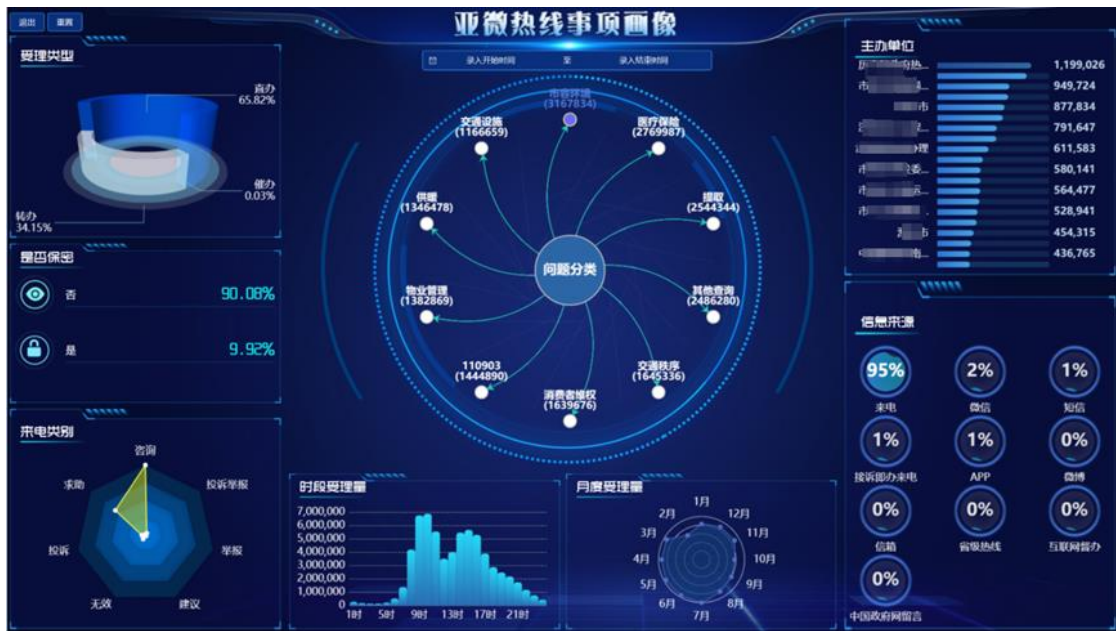 退出 重置
亚微热线事项画像
录入开始时间 至 录入结束时间
受理类型
直办
65.82%
催办
0.03%
转办
34.15%
是否保密
否 90.08%
是 9.92%
来电类别
咨询
投诉举报
举报
建议
无效
投诉
求助
问题分类
市容环境
(3167834)
医疗保险
(2769987)
提取
(2544344)
其他查询
(2486280)
交通秩序
(1645336)
消费者维权
(1639676)
110903
(1444890)
物业管理
(1382869)
供暖
(1346478)
交通设施
(1166659)
时段受理量
7,000,000
6,000,000
5,000,000
4,000,000
3,000,000
2,000,000
1,000,000
0
1时 5时 9时 13时 17时 21时
月度受理量
1月
12月
11月
10月
9月
8月
7月
6月
5月
4月
3月
2月
主办单位
1,199,026
市 949,724
市 877,834
791,647
理 611,583
市 委... 580,141
市 564,477
市 528,941
市 454,315
436,765
信息来源
95% 2% 1%
来电 微信 短信
1% 1% 0%
接诉即办来电 APP 微博
0% 0% 0%
信箱 省级热线 互联网督办
0%
中国政府网留言